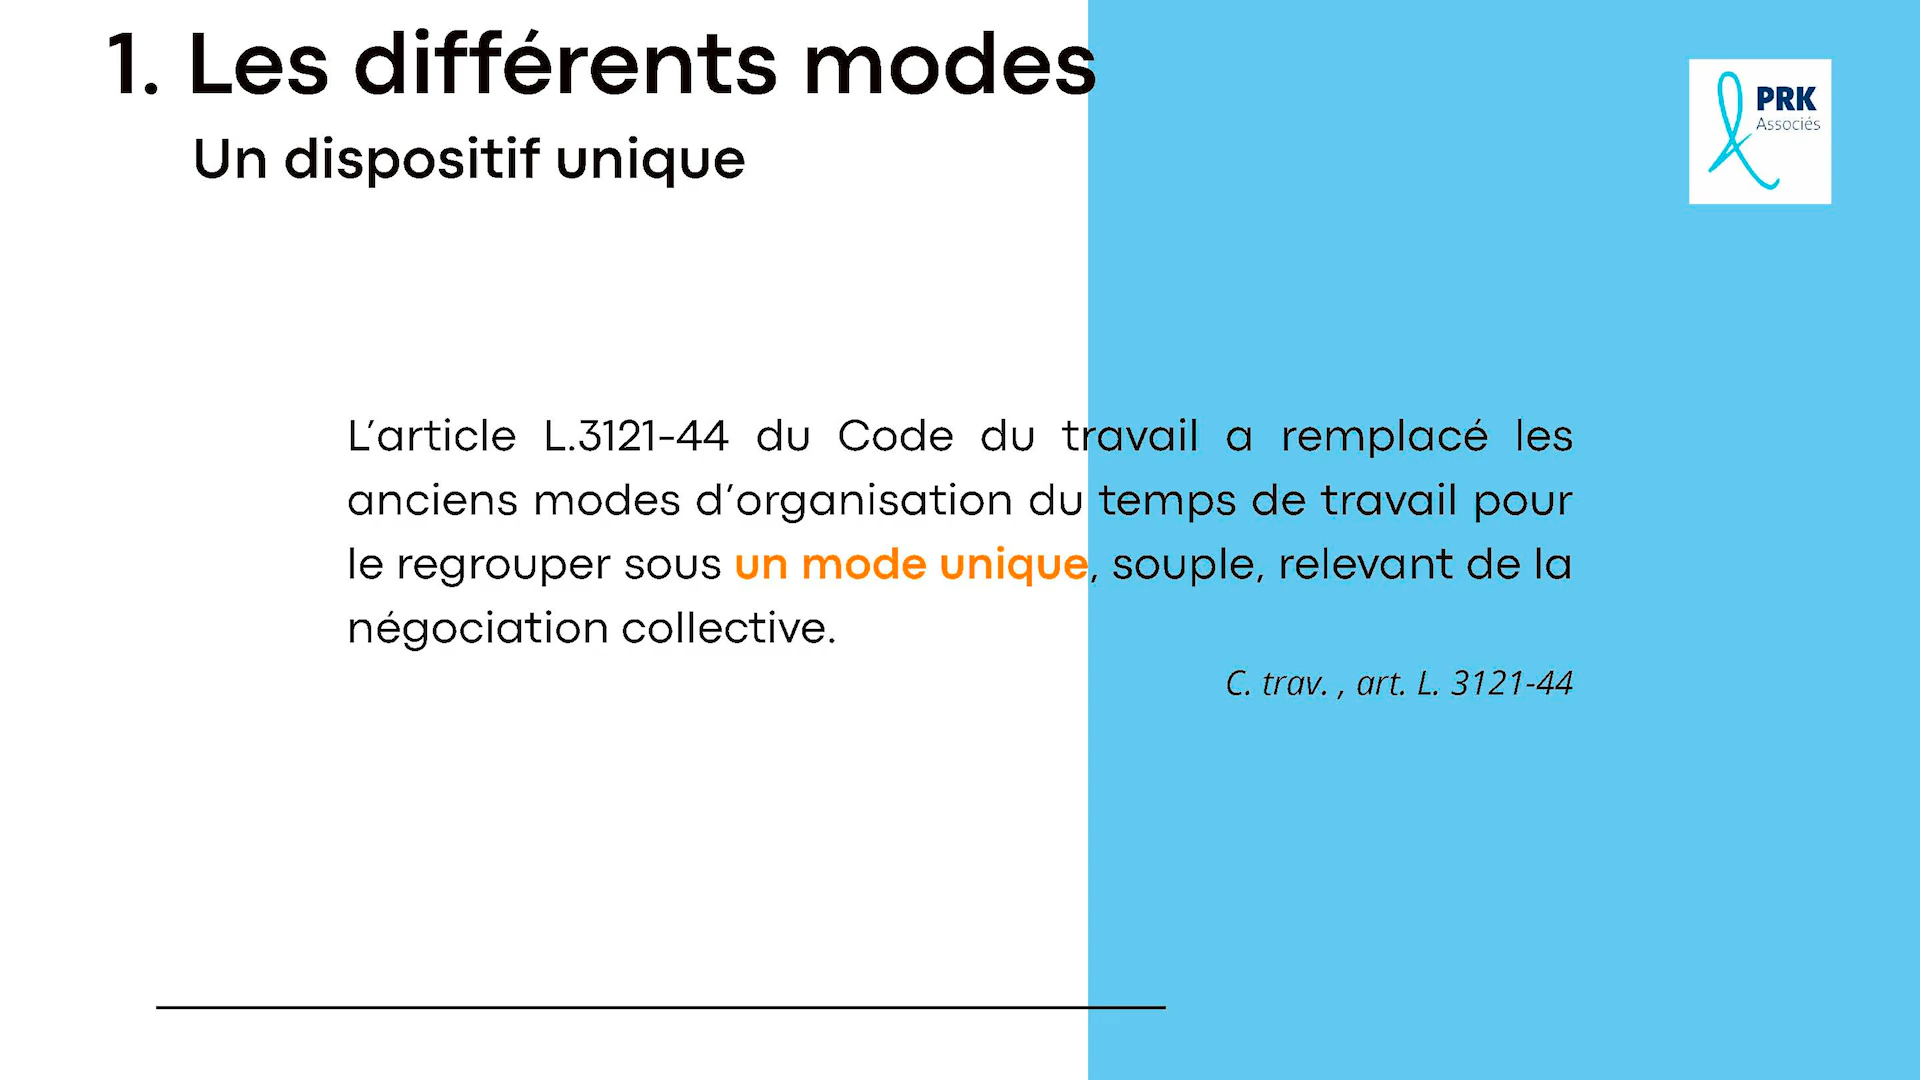 1. Les différents modes
Un dispositif unique
PRK
Associés
L’article L.3121-44 du Code du travail a remplacé les
anciens modes d’organisation du temps de travail pour
le regrouper sous un mode unique, souple, relevant de la
négociation collective.
C. trav. , art. L. 3121-44